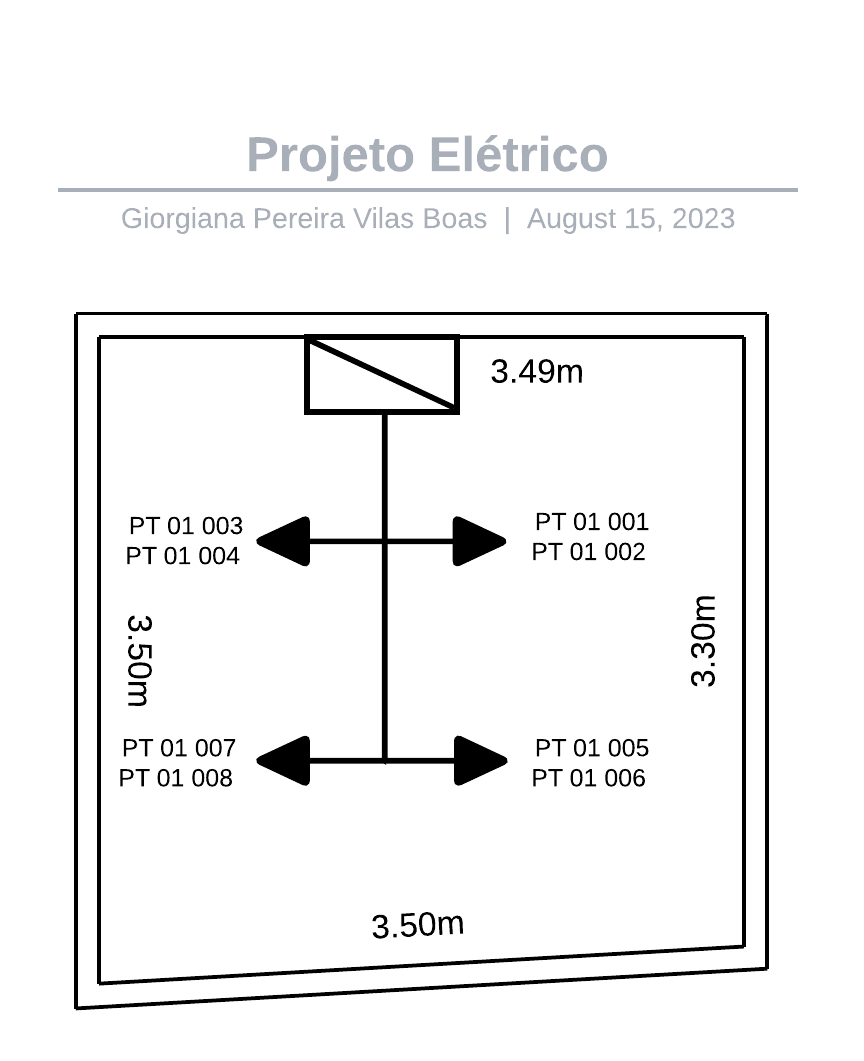 Projeto Elétrico
Giorgiana Pereira Vilas Boas | August 15, 2023
3.49m
PT 01 003
PT 01 004
PT 01 001
PT 01 002
3.50m
3.30m
PT 01 007
PT 01 008
PT 01 005
PT 01 006
3.50m